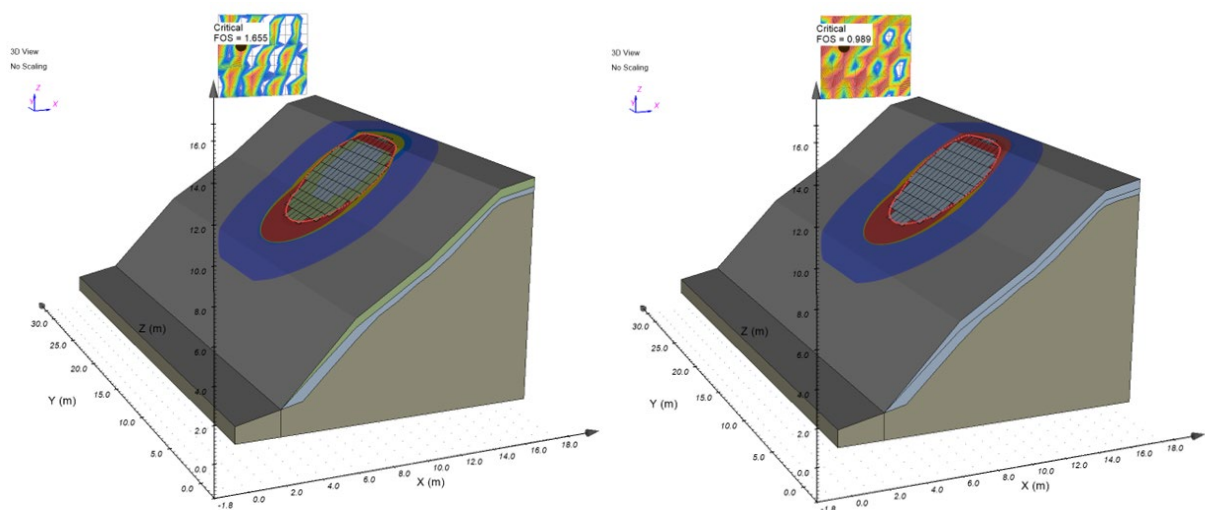 Critical
FOS = 1.655
3D View
No Scaling
Z
Y
X
16.0
14.0
12.0
10.0
8.0
Z (m)
6.0
4.0
2.0
0.0
-1.8
30.0
25.0
20.0
15.0
10.0
5.0
0.0
Y (m)
0.0
2.0
4.0
6.0
8.0
10.0
12.0
14.0
16.0
18.0
X (m)
Critical
FOS = 0.989
3D View
No Scaling
Z
Y
X
16.0
14.0
12.0
10.0
8.0
Z (m)
6.0
4.0
2.0
0.0
-1.8
30.0
25.0
20.0
15.0
10.0
5.0
0.0
Y (m)
0.0
2.0
4.0
6.0
8.0
10.0
12.0
14.0
16.0
18.0
X (m)